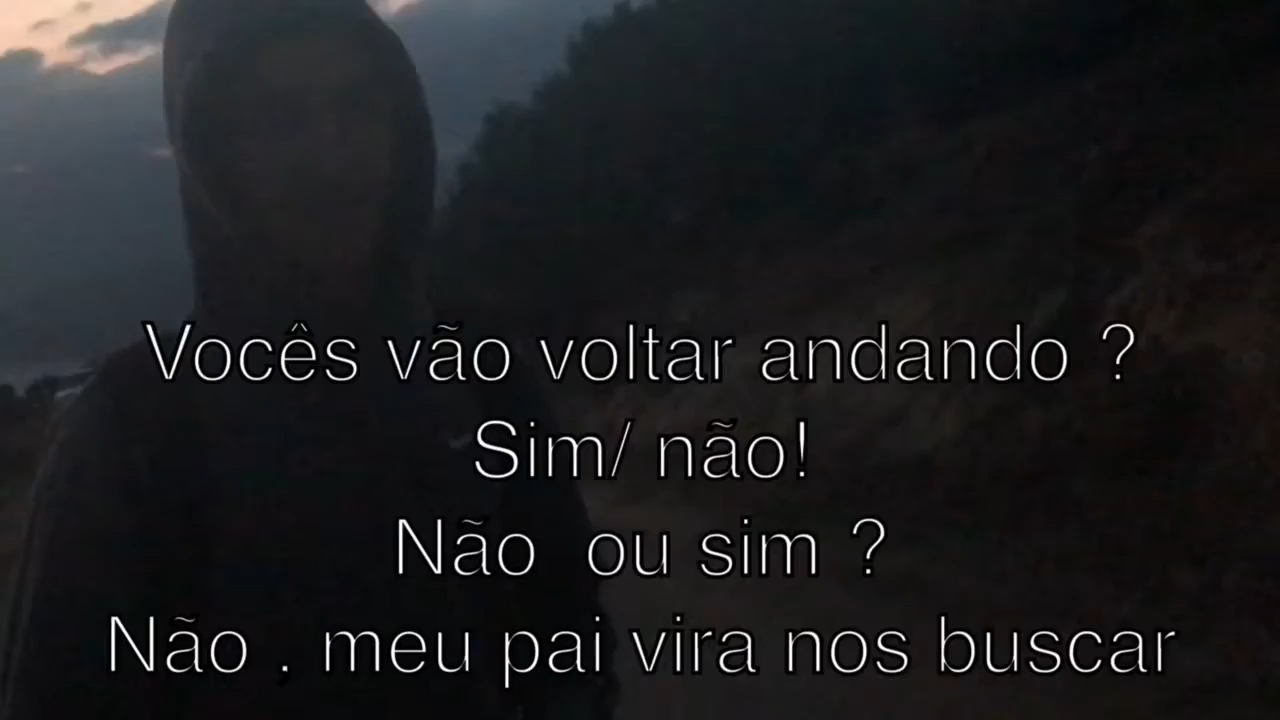 Vocês vão voltar andando ?
Sim/ não!
Não  ou sim ?
Não . meu pai vira nos buscar